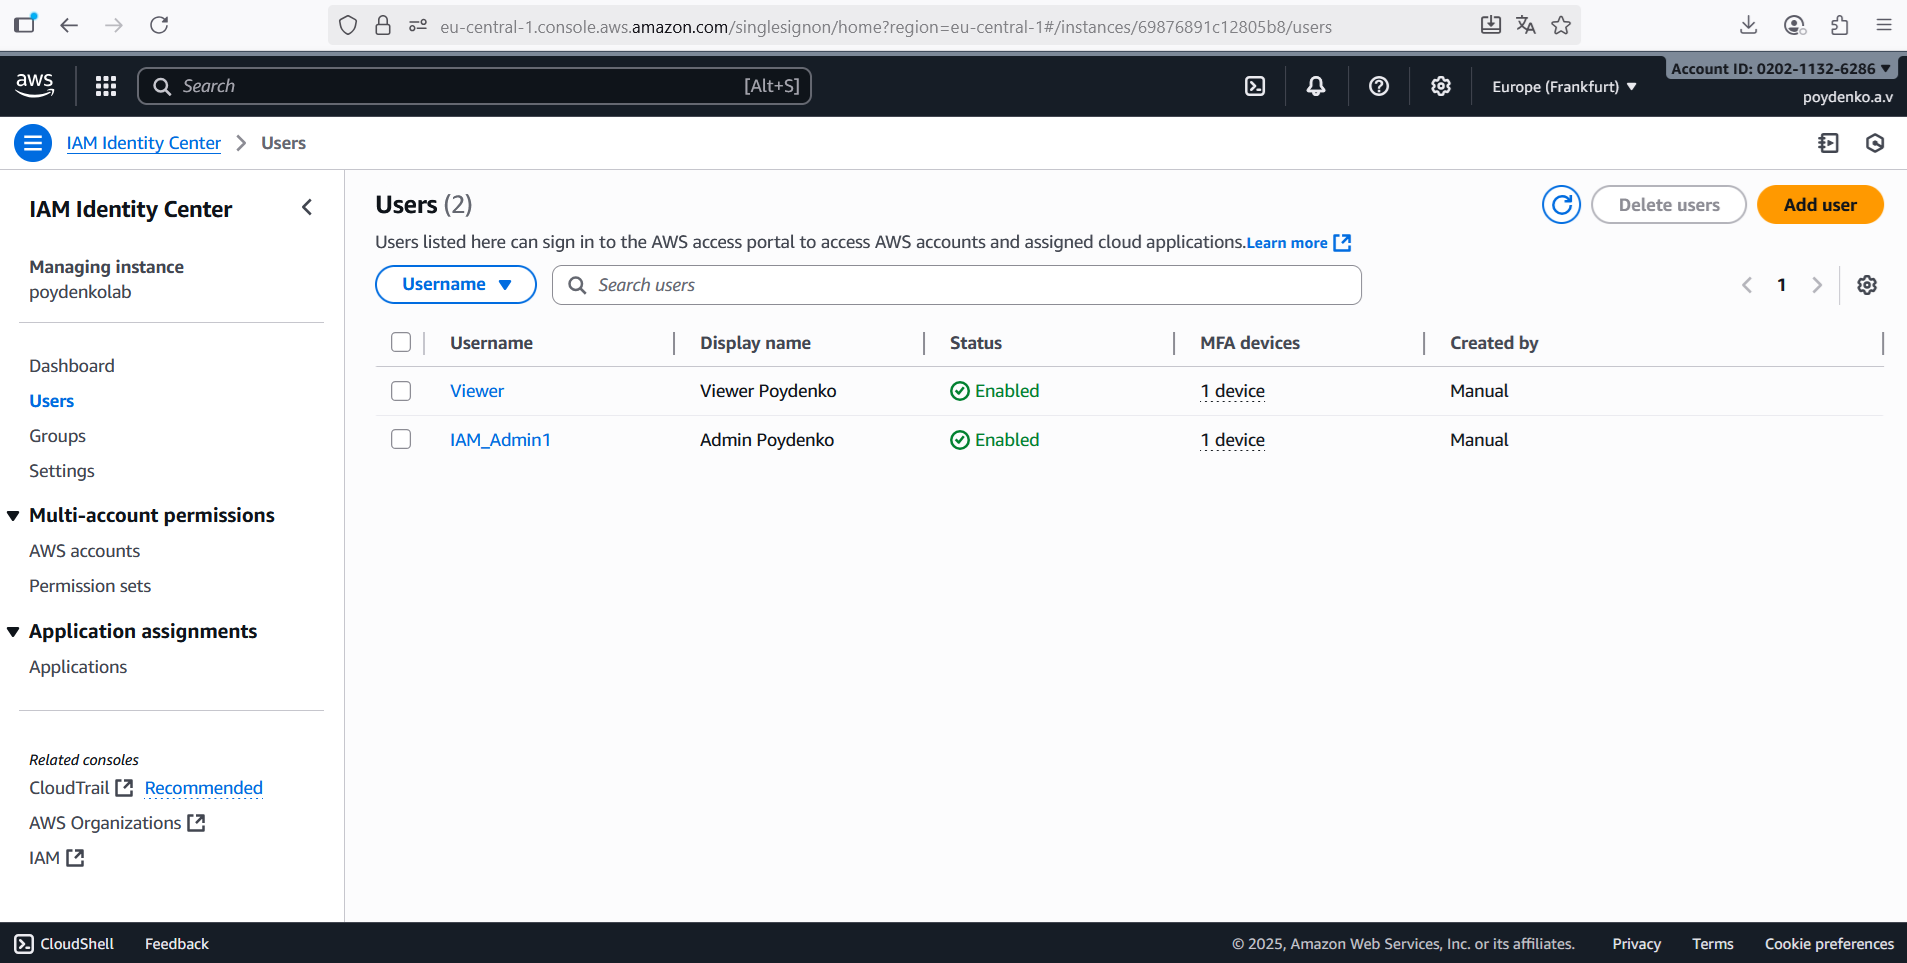 eu-central-1.console.aws.amazon.com/singlesignon/home?region=eu-central-1#/instances/69876891c12805b8/users
aws
Search [Alt+S]
Europe (Frankfurt)
Account ID: 0202-1132-6286
poydenko.a.v
IAM Identity Center > Users
IAM Identity Center
Managing instance
poydenkolab
Dashboard
Users
Groups
Settings
Multi-account permissions
AWS accounts
Permission sets
Application assignments
Applications
Related consoles
CloudTrail Recommended
AWS Organizations
IAM
Users (2)
Delete users
Add user
Users listed here can sign in to the AWS access portal to access AWS accounts and assigned cloud applications.Learn more
Username Search users
1
Username Display name Status MFA devices Created by
Viewer Viewer Poydenko Enabled 1 device Manual
IAM_Admin1 Admin Poydenko Enabled 1 device Manual
CloudShell Feedback © 2025, Amazon Web Services, Inc. or its affiliates. Privacy Terms Cookie preferences